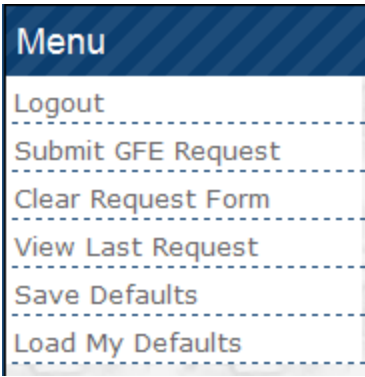 Menu
Logout
Submit GFE Request
Clear Request Form
View Last Request
Save Defaults
Load My Defaults